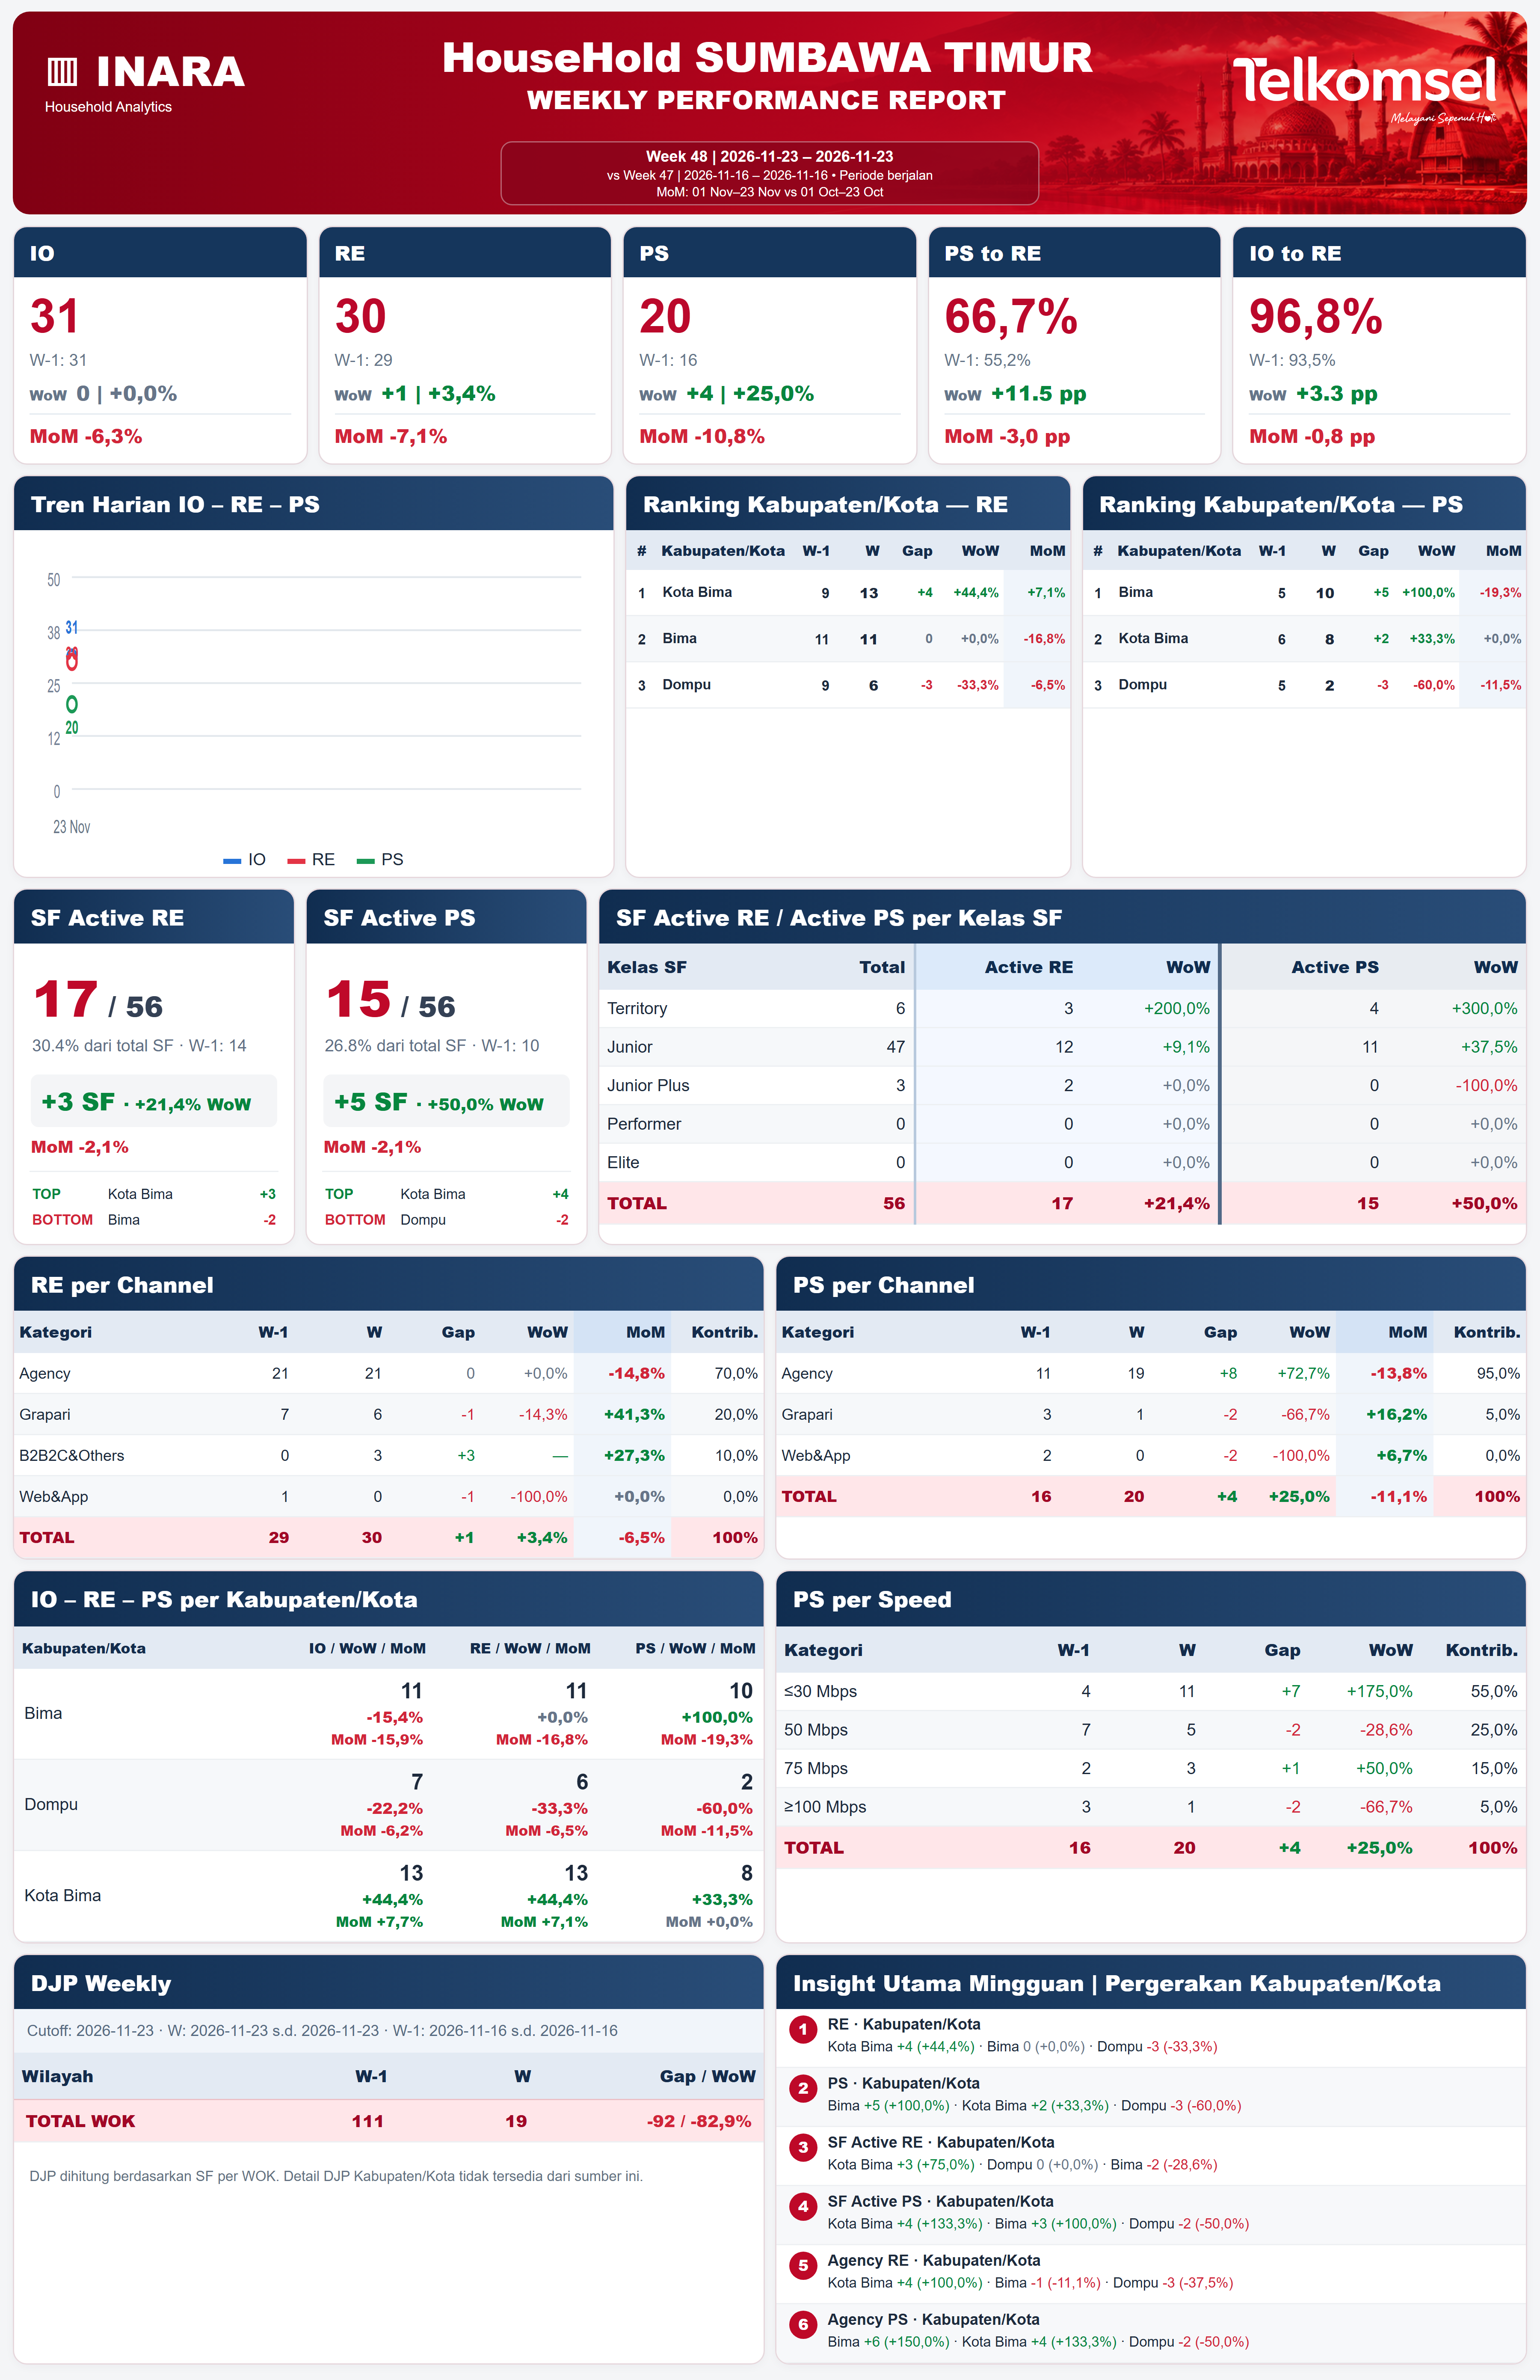 INARA
Household Analytics
HouseHold SUMBAWA TIMUR
WEEKLY PERFORMANCE REPORT
Telkomsel
Melayani Sepenuh Hati
Week 48 | 2026-11-23 – 2026-11-23
vs Week 47 | 2026-11-16 – 2026-11-16 • Periode berjalan
MoM: 01 Nov–23 Nov vs 01 Oct–23 Oct
IO
31
W-1: 31
WoW 0 | +0,0%
MoM -6,3%
RE
30
W-1: 29
WoW +1 | +3,4%
MoM -7,1%
PS
20
W-1: 16
WoW +4 | +25,0%
MoM -10,8%
PS to RE
66,7%
W-1: 55,2%
WoW +11.5 pp
MoM -3,0 pp
IO to RE
96,8%
W-1: 93,5%
WoW +3.3 pp
MoM -0,8 pp
Tren Harian IO – RE – PS
50
38
25
12
0
31
20
23 Nov
IO RE PS
Ranking Kabupaten/Kota — RE
# Kabupaten/Kota W-1 W Gap WoW MoM
1 Kota Bima 9 13 +4 +44,4% +7,1%
2 Bima 11 11 0 +0,0% -16,8%
3 Dompu 9 6 -3 -33,3% -6,5%
Ranking Kabupaten/Kota — PS
# Kabupaten/Kota W-1 W Gap WoW MoM
1 Bima 5 10 +5 +100,0% -19,3%
2 Kota Bima 6 8 +2 +33,3% +0,0%
3 Dompu 5 2 -3 -60,0% -11,5%
SF Active RE
17 / 56
30.4% dari total SF · W-1: 14
+3 SF · +21,4% WoW
MoM -2,1%
TOP Kota Bima +3
BOTTOM Bima -2
SF Active PS
15 / 56
26.8% dari total SF · W-1: 10
+5 SF · +50,0% WoW
MoM -2,1%
TOP Kota Bima +4
BOTTOM Dompu -2
SF Active RE / Active PS per Kelas SF
Kelas SF Total Active RE WoW Active PS WoW
Territory 6 3 +200,0% 4 +300,0%
Junior 47 12 +9,1% 11 +37,5%
Junior Plus 3 2 +0,0% 0 -100,0%
Performer 0 0 +0,0% 0 +0,0%
Elite 0 0 +0,0% 0 +0,0%
TOTAL 56 17 +21,4% 15 +50,0%
RE per Channel
Kategori W-1 W Gap WoW MoM Kontrib.
Agency 21 21 0 +0,0% -14,8% 70,0%
Grapari 7 6 -1 -14,3% +41,3% 20,0%
B2B2C&Others 0 3 +3 — +27,3% 10,0%
Web&App 1 0 -1 -100,0% +0,0% 0,0%
TOTAL 29 30 +1 +3,4% -6,5% 100%
PS per Channel
Kategori W-1 W Gap WoW MoM Kontrib.
Agency 11 19 +8 +72,7% -13,8% 95,0%
Grapari 3 1 -2 -66,7% +16,2% 5,0%
Web&App 2 0 -2 -100,0% +6,7% 0,0%
TOTAL 16 20 +4 +25,0% -11,1% 100%
IO – RE – PS per Kabupaten/Kota
Kabupaten/Kota IO / WoW / MoM RE / WoW / MoM PS / WoW / MoM
11 11 10
Bima -15,4% +0,0% +100,0%
MoM -15,9% MoM -16,8% MoM -19,3%
7 6 2
Dompu -22,2% -33,3% -60,0%
MoM -6,2% MoM -6,5% MoM -11,5%
13 13 8
Kota Bima +44,4% +44,4% +33,3%
MoM +7,7% MoM +7,1% MoM +0,0%
PS per Speed
Kategori W-1 W Gap WoW Kontrib.
≤30 Mbps 4 11 +7 +175,0% 55,0%
50 Mbps 7 5 -2 -28,6% 25,0%
75 Mbps 2 3 +1 +50,0% 15,0%
≥100 Mbps 3 1 -2 -66,7% 5,0%
TOTAL 16 20 +4 +25,0% 100%
DJP Weekly
Cutoff: 2026-11-23 · W: 2026-11-23 s.d. 2026-11-23 · W-1: 2026-11-16 s.d. 2026-11-16
Wilayah W-1 W Gap / WoW
TOTAL WOK 111 19 -92 / -82,9%
DJP dihitung berdasarkan SF per WOK. Detail DJP Kabupaten/Kota tidak tersedia dari sumber ini.
Insight Utama Mingguan | Pergerakan Kabupaten/Kota
1 RE · Kabupaten/Kota
Kota Bima +4 (+44,4%) · Bima 0 (+0,0%) · Dompu -3 (-33,3%)
2 PS · Kabupaten/Kota
Bima +5 (+100,0%) · Kota Bima +2 (+33,3%) · Dompu -3 (-60,0%)
3 SF Active RE · Kabupaten/Kota
Kota Bima +3 (+75,0%) · Dompu 0 (+0,0%) · Bima -2 (-28,6%)
4 SF Active PS · Kabupaten/Kota
Kota Bima +4 (+133,3%) · Bima +3 (+100,0%) · Dompu -2 (-50,0%)
5 Agency RE · Kabupaten/Kota
Kota Bima +4 (+100,0%) · Bima -1 (-11,1%) · Dompu -3 (-37,5%)
6 Agency PS · Kabupaten/Kota
Bima +6 (+150,0%) · Kota Bima +4 (+133,3%) · Dompu -2 (-50,0%)